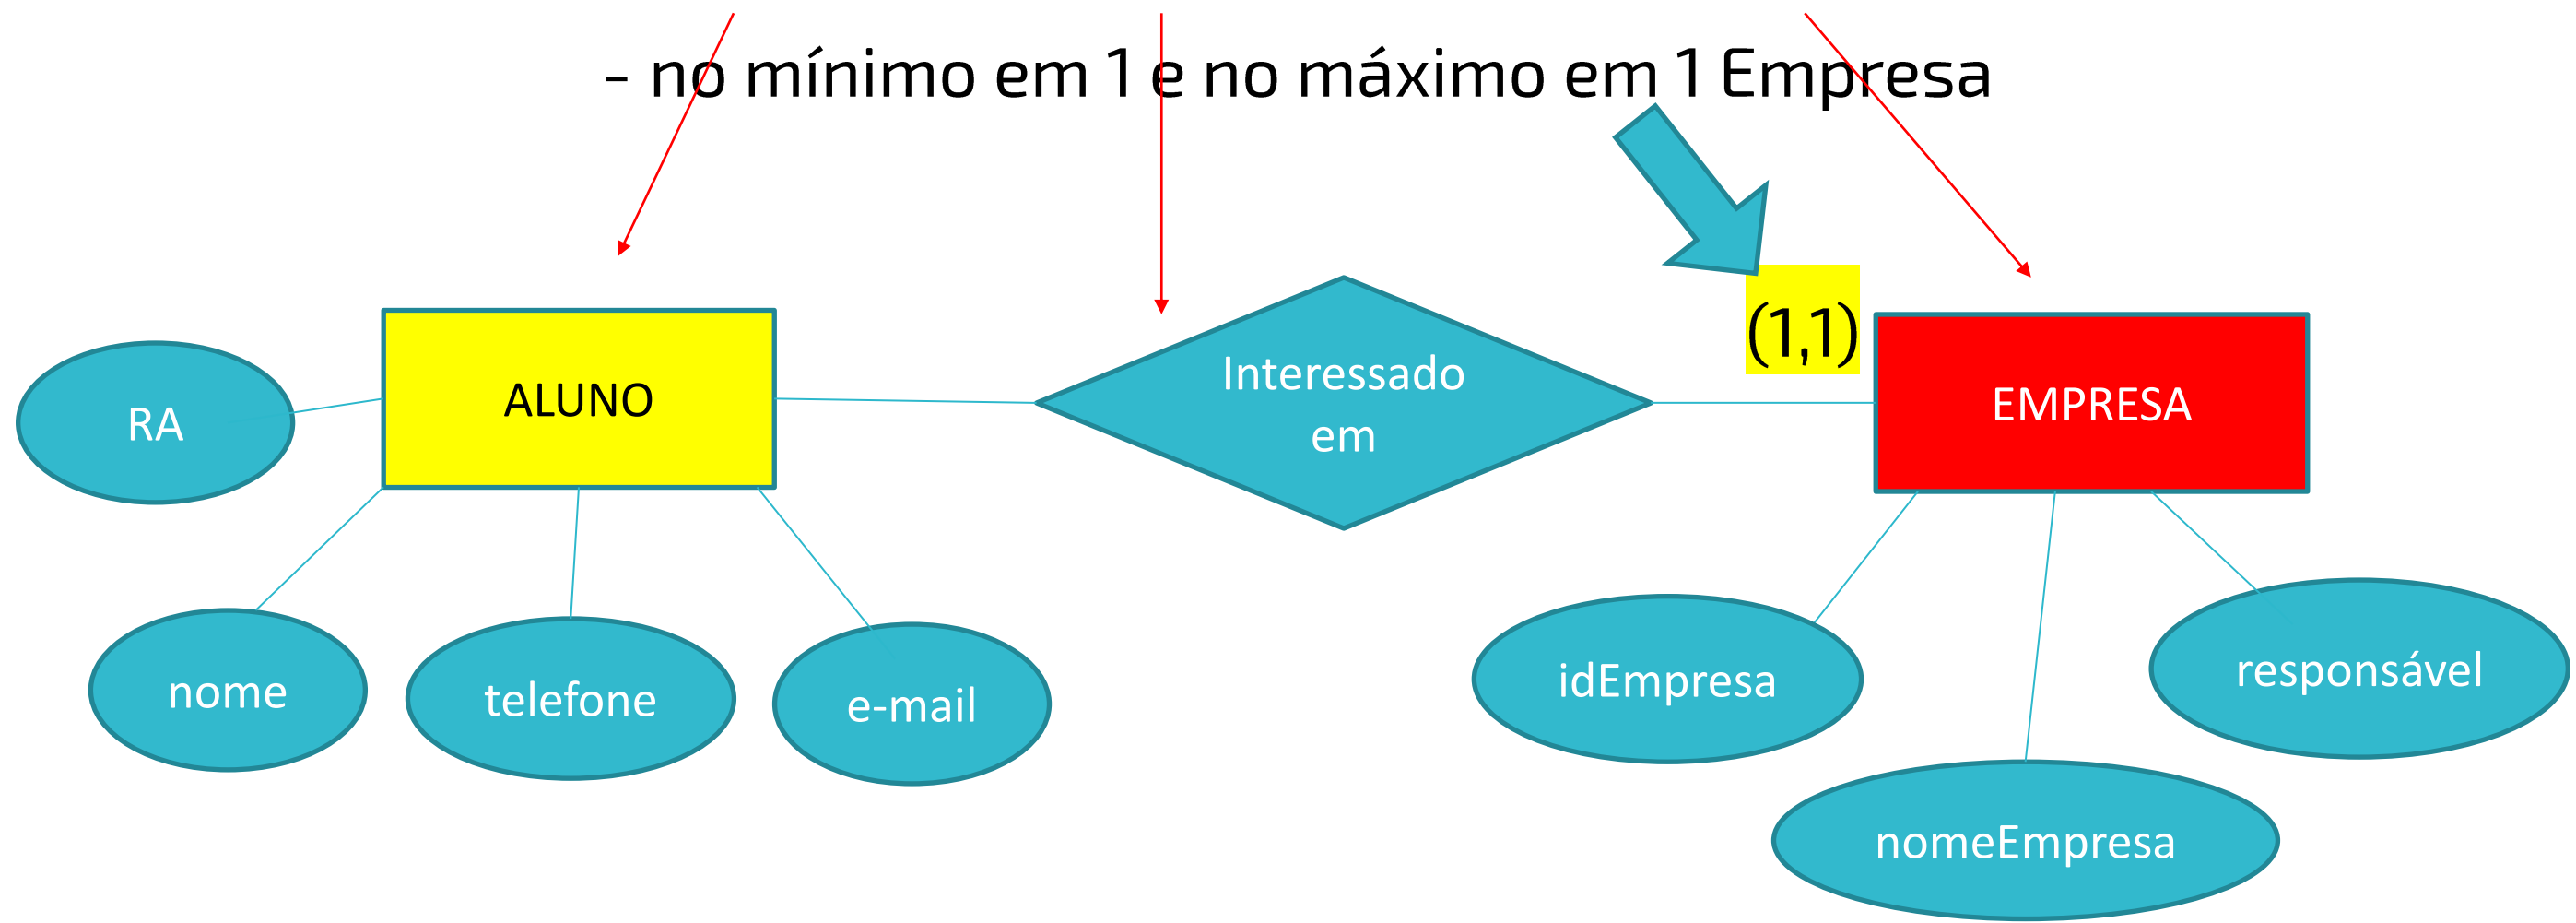 - no mínimo em 1 e no máximo em 1 Empresa
(1,1)
ALUNO
Interessado
em
EMPRESA
RA
nome
telefone
e-mail
idEmpresa
responsável
nomeEmpresa